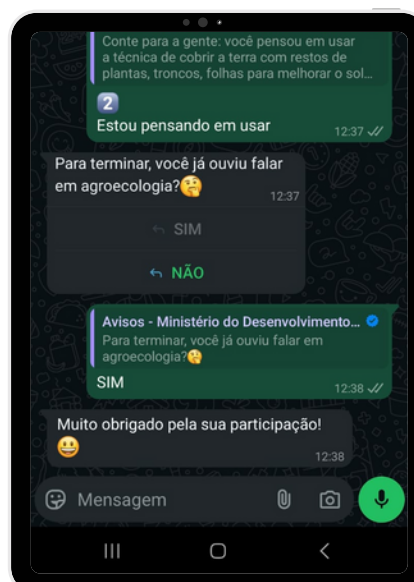 Conte para a gente: você pensou em usar
a técnica de cobrir a terra com restos de
plantas, troncos, folhas para melhorar o sol...
2
Estou pensando em usar
12:37
Para terminar, você já ouviu falar
em agroecologia?🤔
12:37
SIM
NÃO
Avisos - Ministério do Desenvolvimento...
Para terminar, você já ouviu falar em
agroecologia?🤔
SIM
12:38
Muito obrigado pela sua participação!
😃
12:38
Mensagem